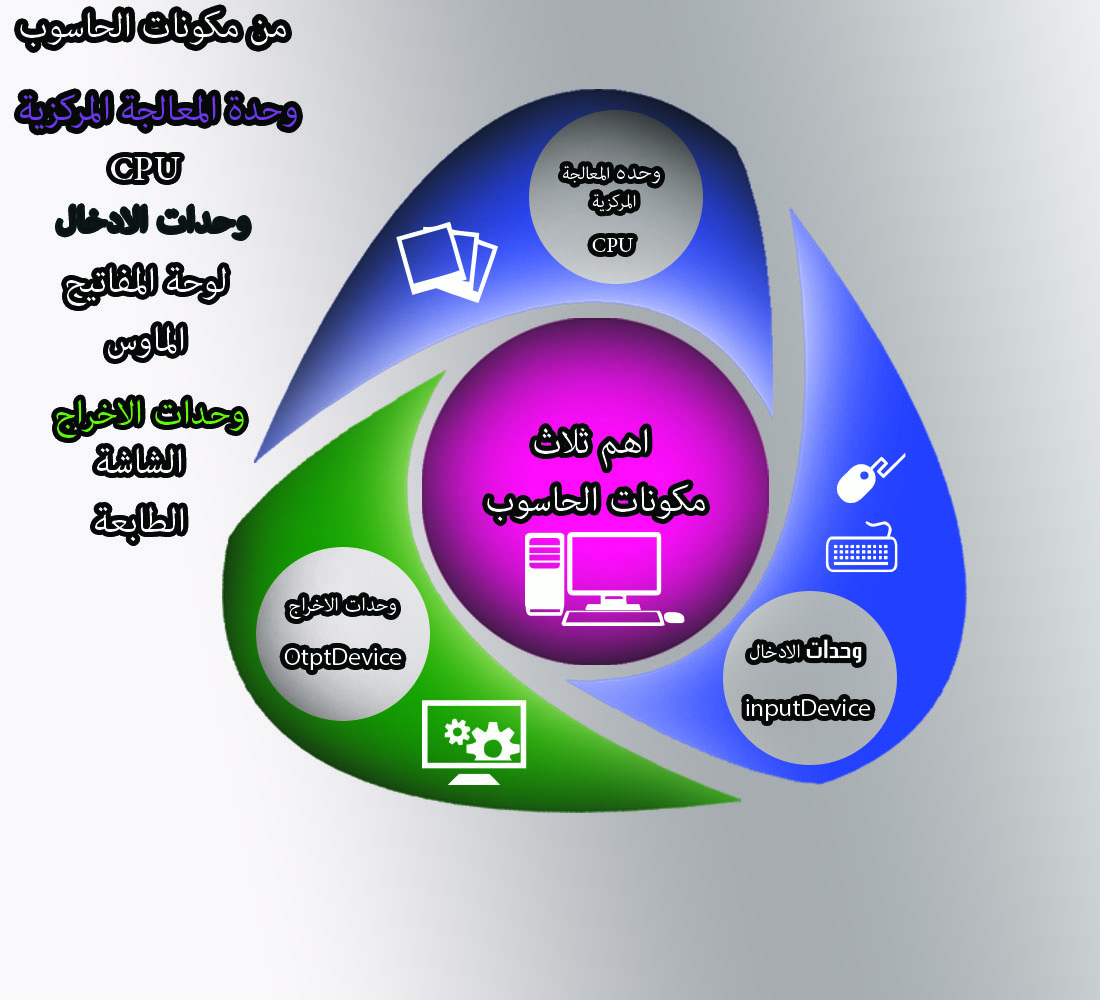 من مكونات الحاسوب
وحدة المعالجة المركزية
CPU
وحدات الادخال
لوحة المفاتيح
الماوس
وحدات الاخراج
الشاشة
الطابعة
وحده المعالجة
المركزية
CPU
اهم ثلاث
مكونات الحاسوب
وحدات الادخال
inputDevice
وحدات الاخراج
OtptDevice